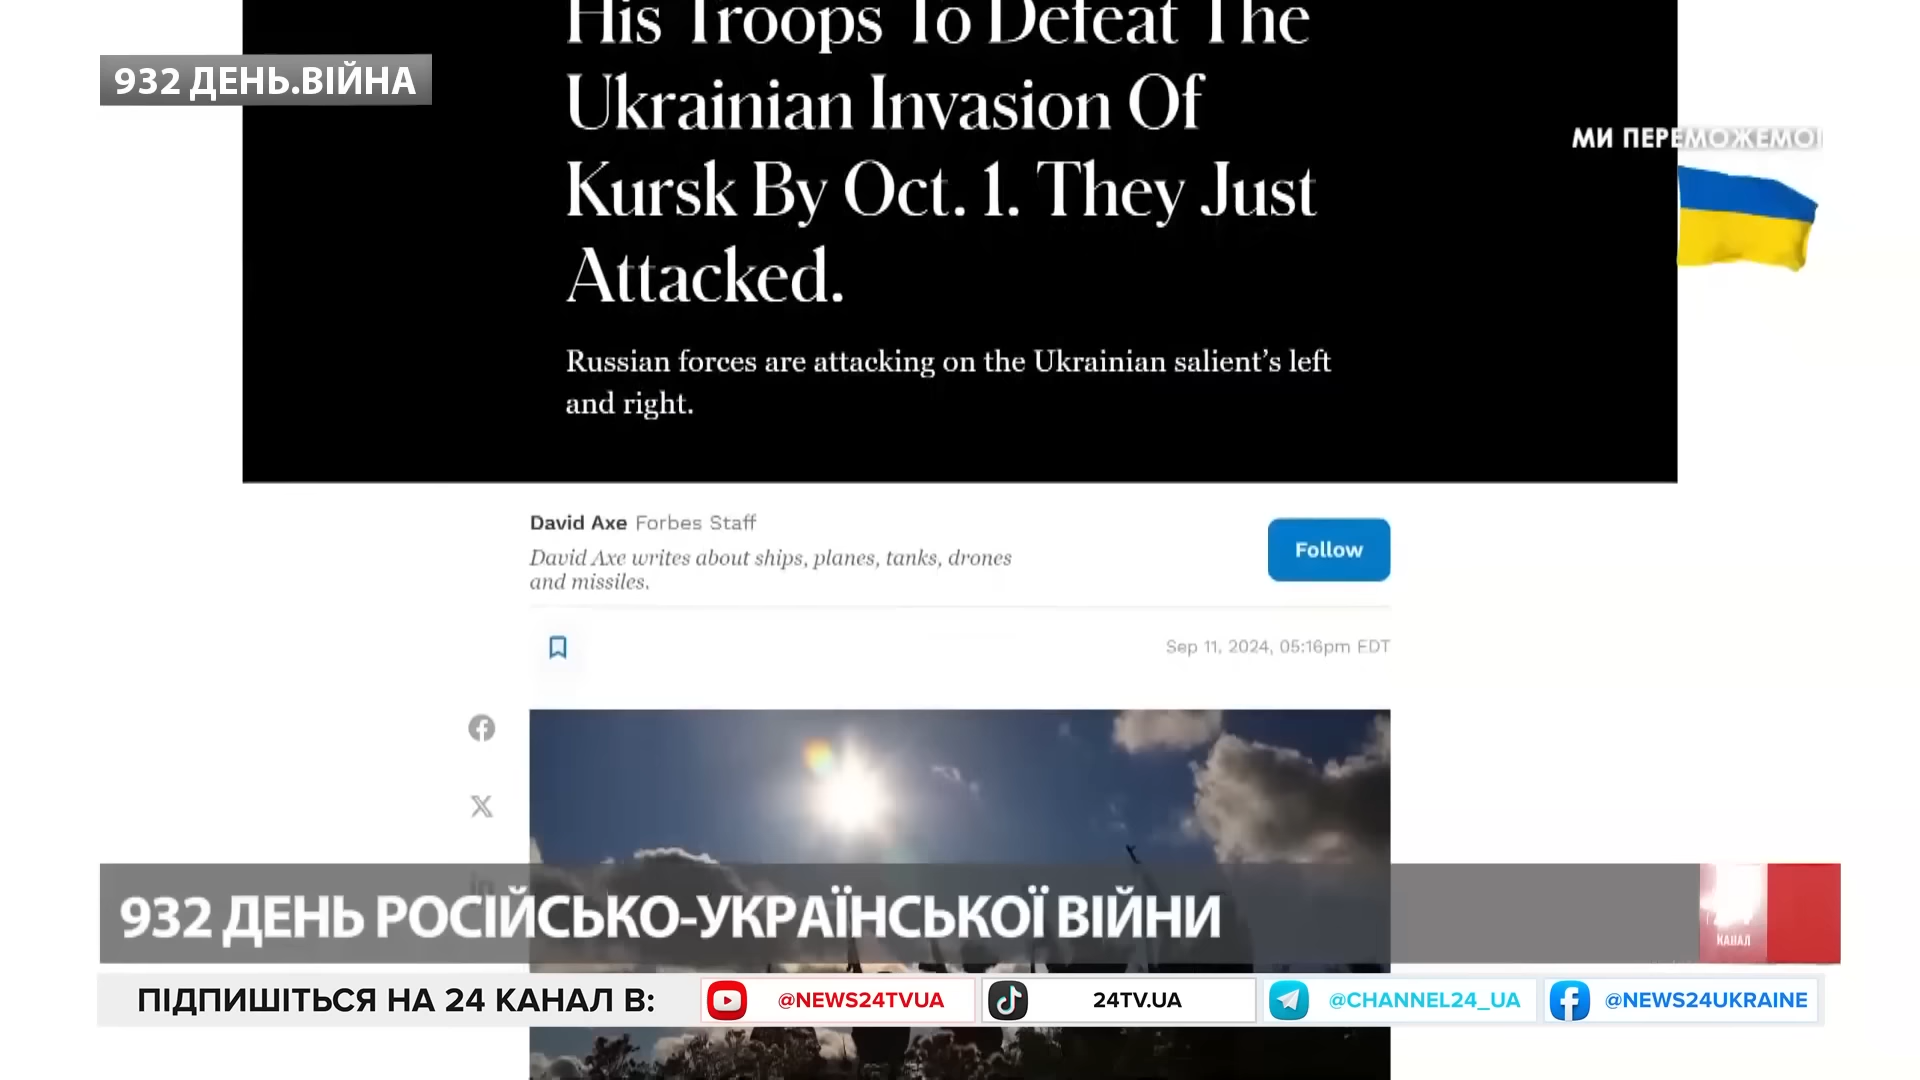 His Troops To Defeat The
932 ДЕНЬ.ВІЙНА
Ukrainian Invasion Of
МИ ПЕРЕМОЖЕМО!
Kursk By Oct. 1. They Just
Attacked.
Russian forces are attacking on the Ukrainian salient’s left
and right.
David Axe Forbes Staff
David Axe writes about ships, planes, tanks, drones
and missiles.
Follow
Sep 11, 2024, 05:16pm EDT
932 ДЕНЬ РОСІЙСЬКО-УКРАЇНСЬКОЇ ВІЙНИ
КАНАЛ
ПІДПИШІТЬСЯ НА 24 КАНАЛ В:
@NEWS24TVUA
24TV.UA
@CHANNEL24_UA
@NEWS24UKRAINE